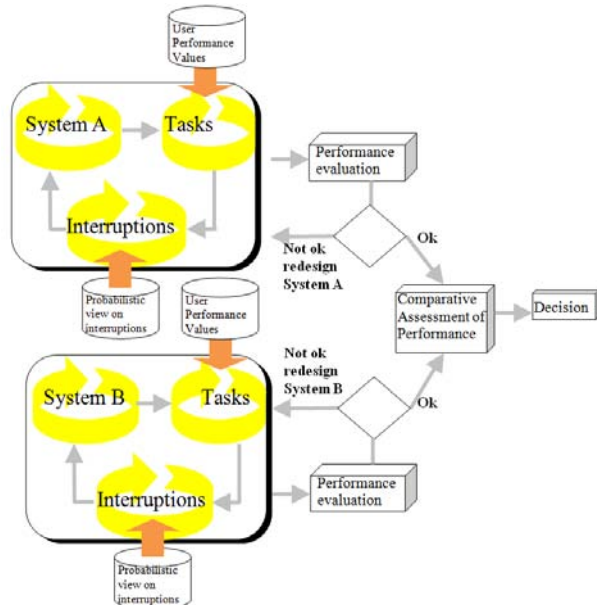 User
Performance
Values
System A
Tasks
Interruptions
Performance
evaluation
Not ok
redesign
System A
Ok
Probabilistic
view on
interruptions
User
Performance
Values
Comparative
Assessment of
Performance
Decision
Not ok
redesign
System B
Ok
System B
Tasks
Interruptions
Performance
evaluation
Probabilistic
view on
interruptions